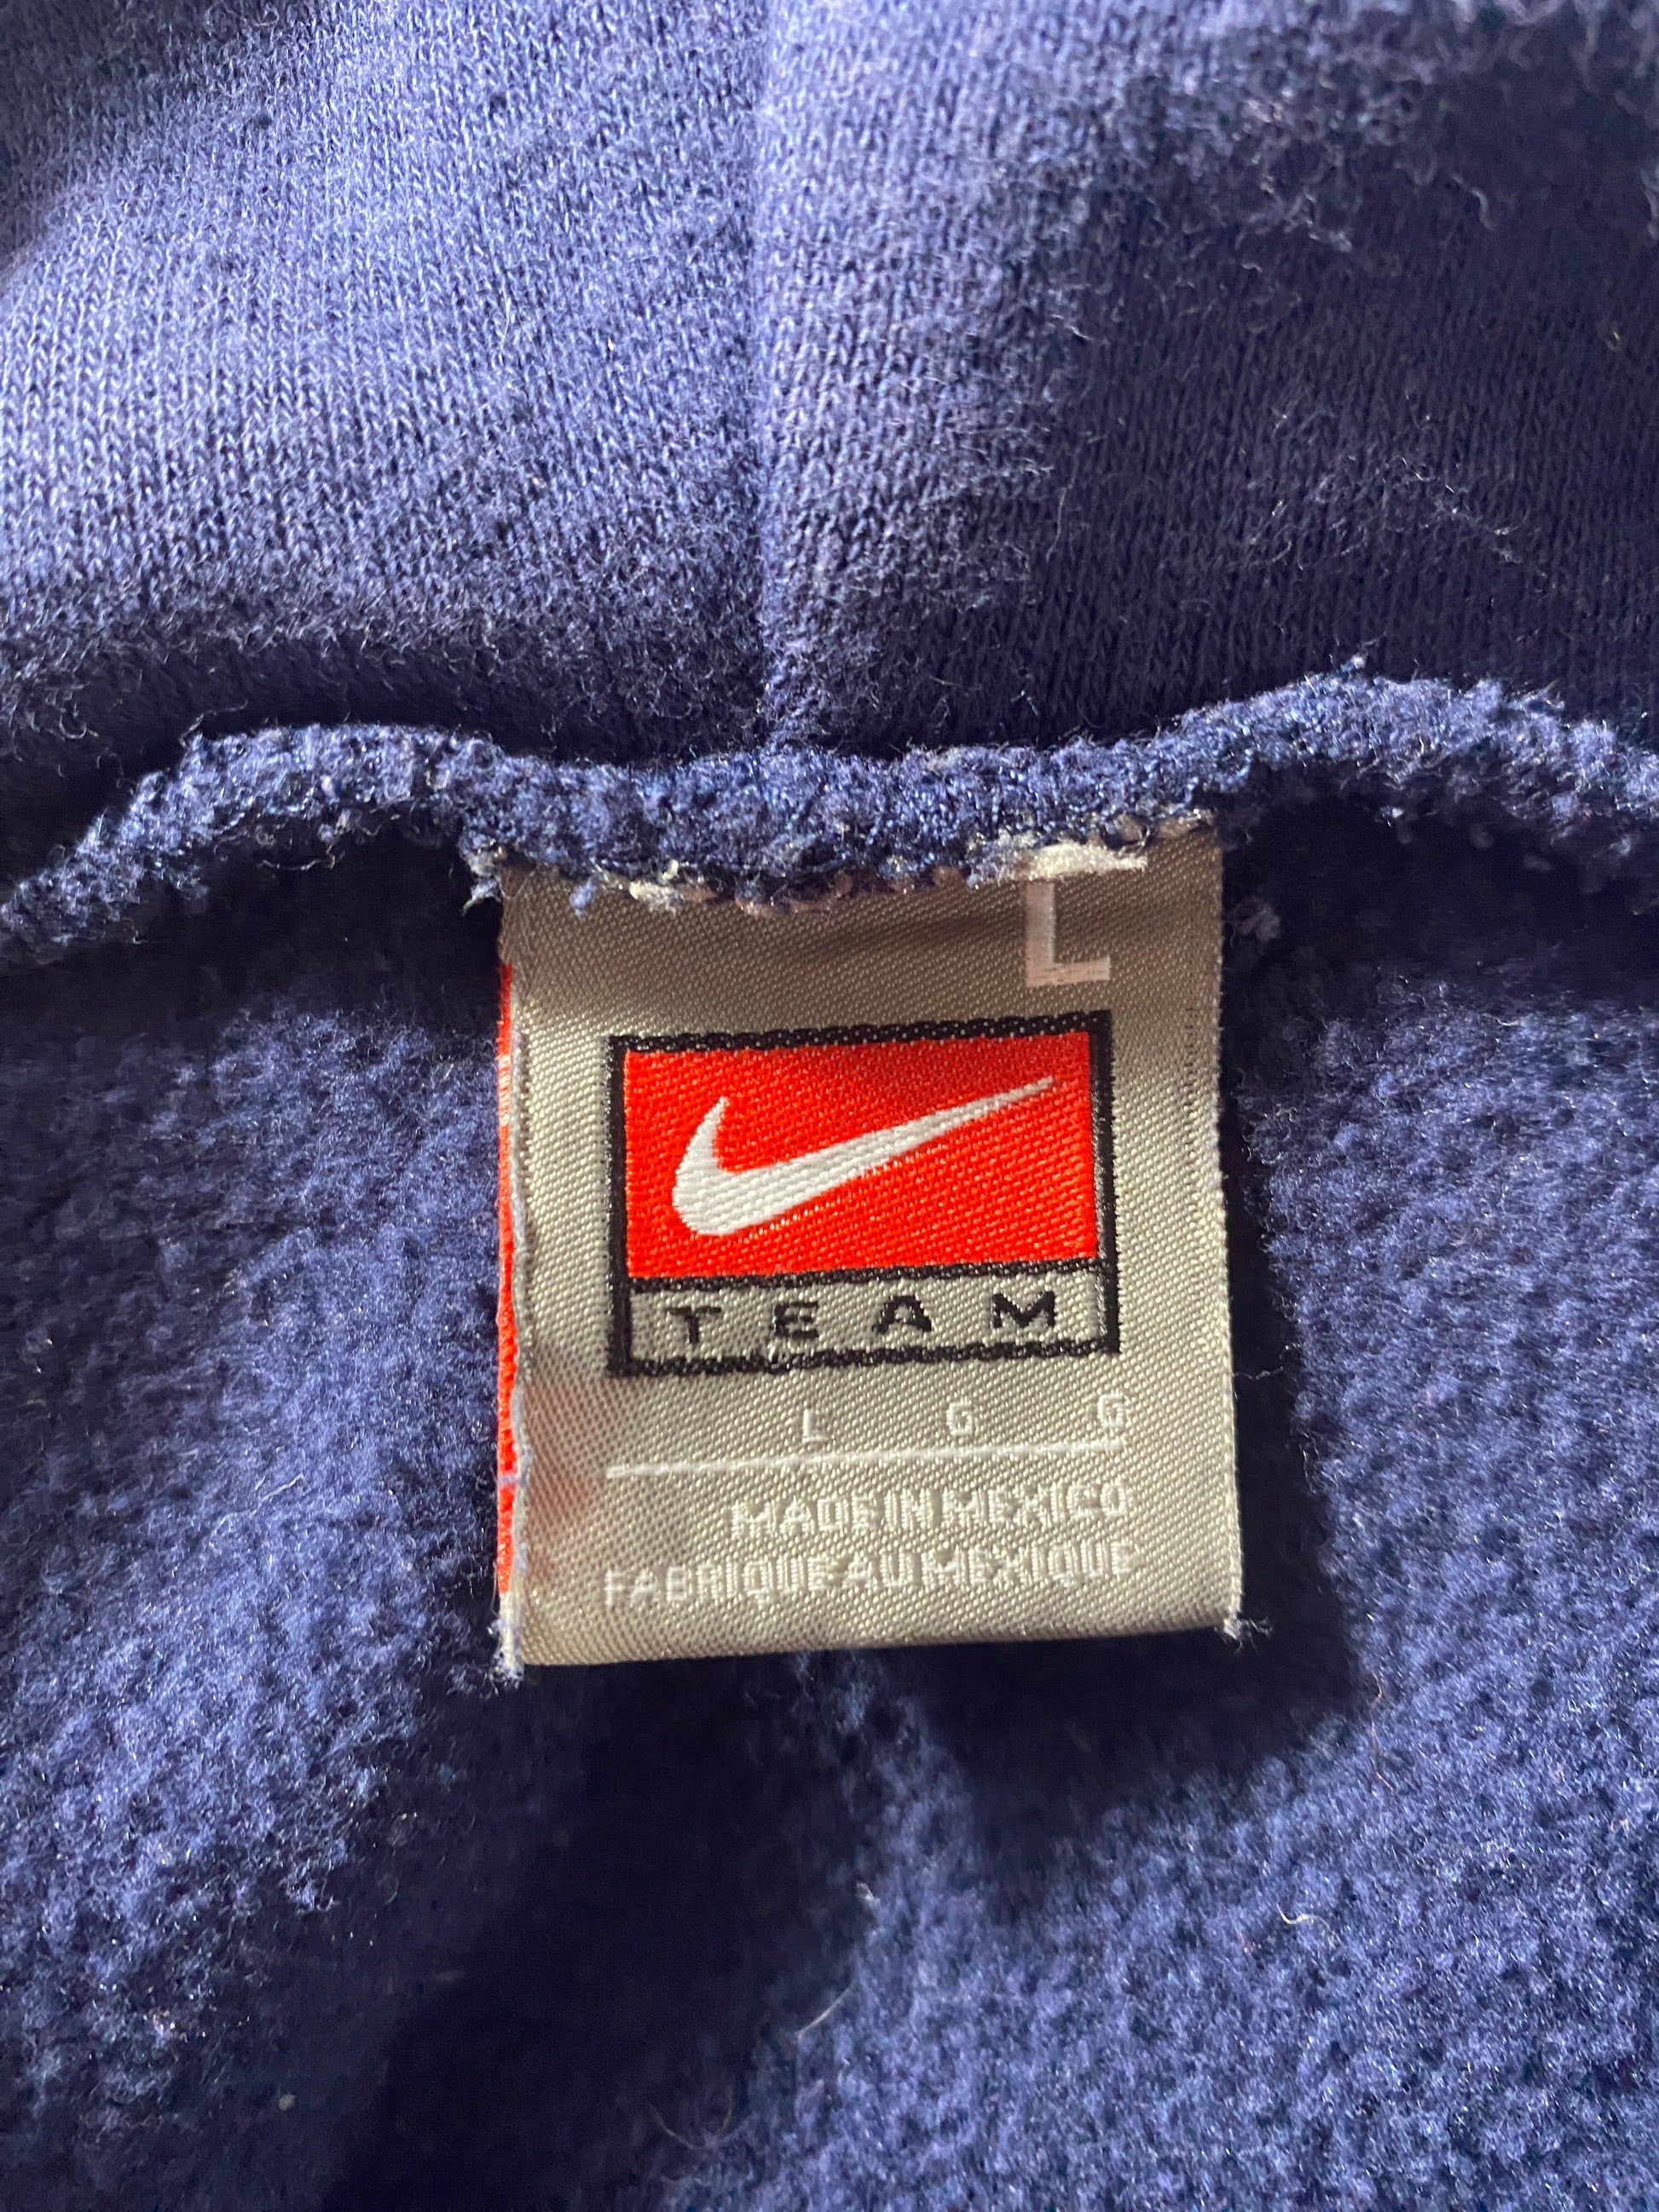 L
TEAM
L G G
MADE IN MEXICO
FABRIQUE AU MEXIQUE